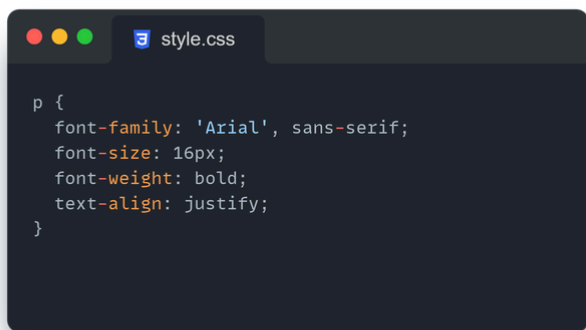 style.css
p {
  font-family: 'Arial', sans-serif;
  font-size: 16px;
  font-weight: bold;
  text-align: justify;
}